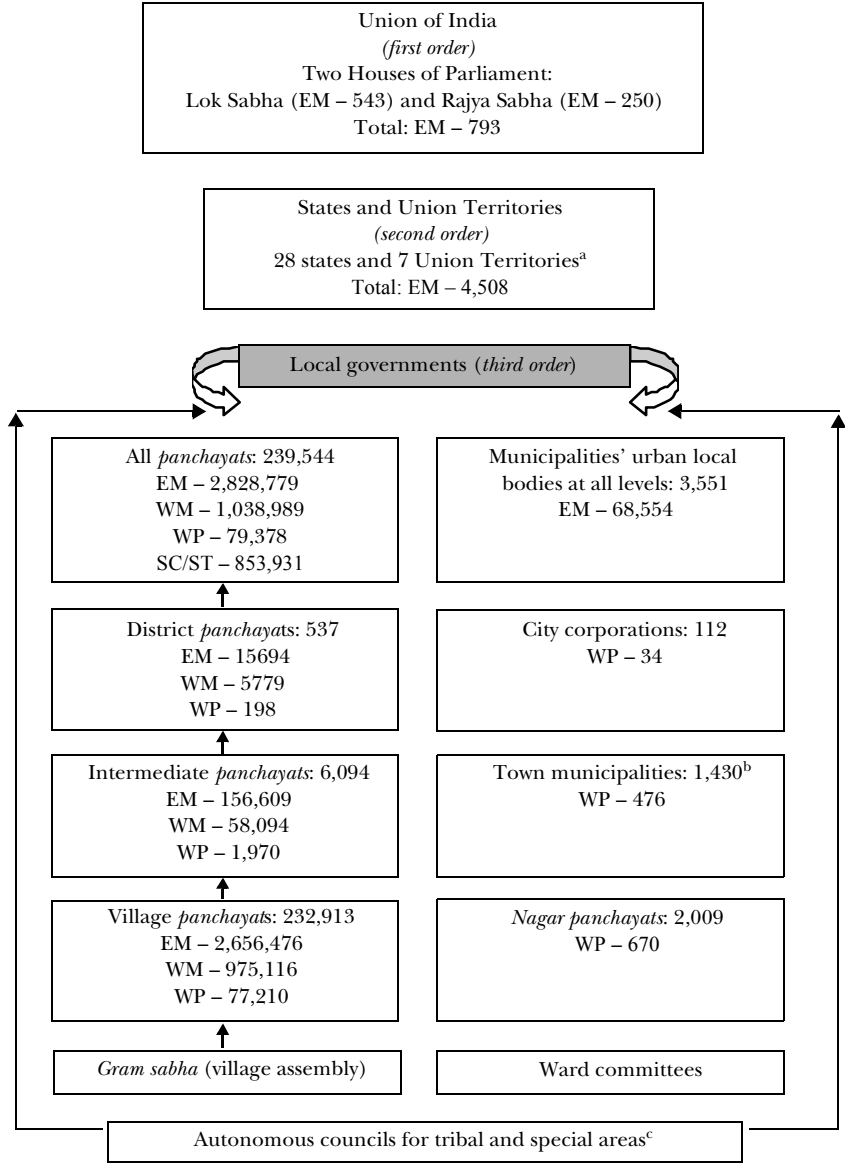 Union of India
(first order)
Two Houses of Parliament:
Lok Sabha (EM – 543) and Rajya Sabha (EM – 250)
Total: EM – 793
States and Union Territories
(second order)
28 states and 7 Union Territoriesᵃ
Total: EM – 4,508
Local governments (third order)
All panchayats: 239,544
EM – 2,828,779
WM – 1,038,989
WP – 79,378
SC/ST – 853,931
Municipalities’ urban local
bodies at all levels: 3,551
EM – 68,554
District panchayats: 537
EM – 15694
WM – 5779
WP – 198
City corporations: 112
WP – 34
Intermediate panchayats: 6,094
EM – 156,609
WM – 58,094
WP – 1,970
Town municipalities: 1,430ᵇ
WP – 476
Village panchayats: 232,913
EM – 2,656,476
WM – 975,116
WP – 77,210
Nagar panchayats: 2,009
WP – 670
Gram sabha (village assembly)
Ward committees
Autonomous councils for tribal and special areasᶜ